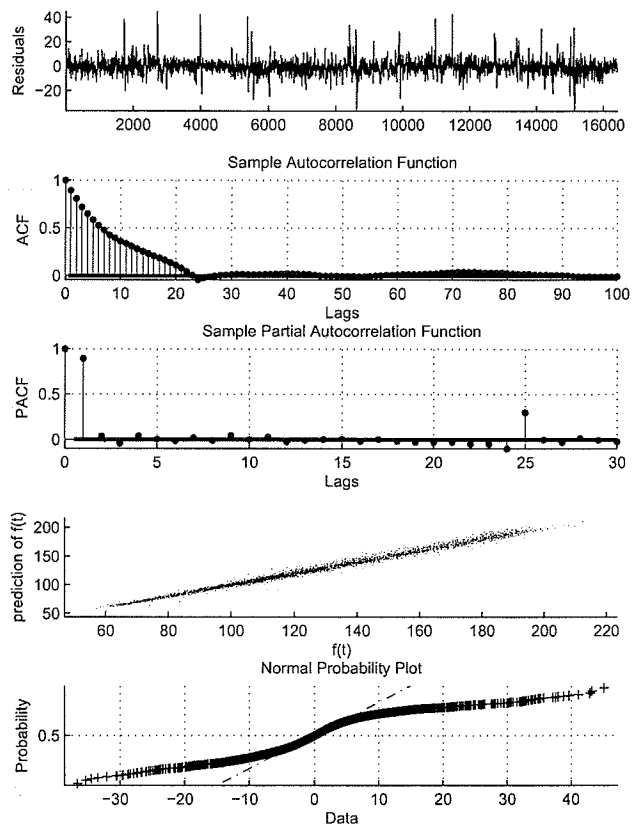 40
20
0
−20
Residuals
2000 4000 6000 8000 10000 12000 14000 16000
Sample Autocorrelation Function
1
0.5
0
ACF
0 10 20 30 40 50 60 70 80 90 100
Lags
Sample Partial Autocorrelation Function
1
0.5
0
PACF
0 5 10 15 20 25 30
Lags
200
150
100
50
prediction of f(t)
60 80 100 120 140 160 180 200 220
f(t)
Normal Probability Plot
0.5
Probability
−30 −20 −10 0 10 20 30 40
Data